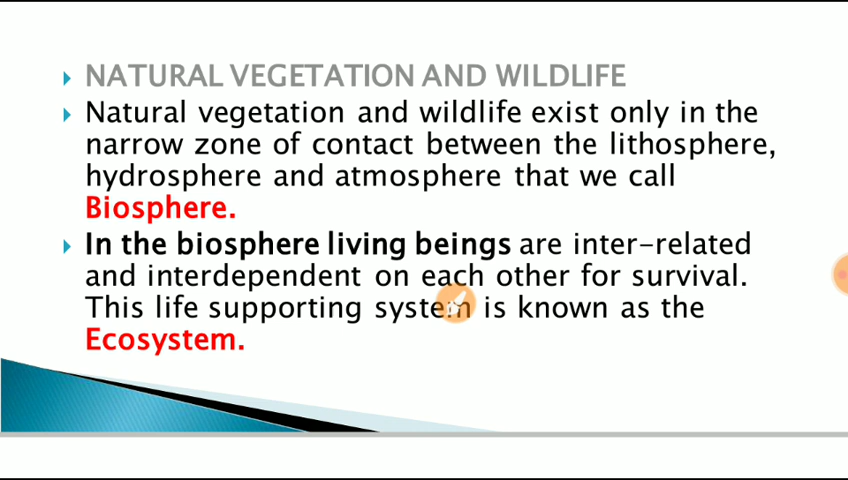 NATURAL VEGETATION AND WILDLIFE
Natural vegetation and wildlife exist only in the
narrow zone of contact between the lithosphere,
hydrosphere and atmosphere that we call
Biosphere.
In the biosphere living beings are inter-related
and interdependent on each other for survival.
This life supporting system is known as the
Ecosystem.